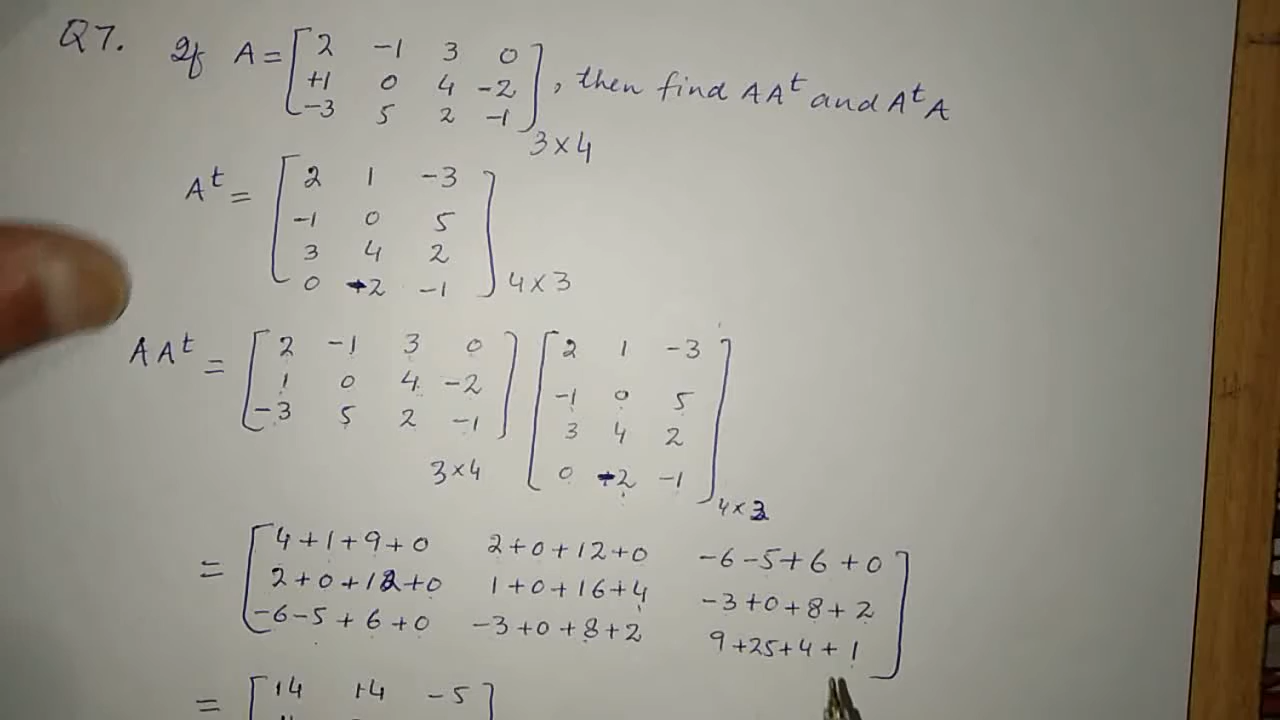 Q7. If A = [ 2 -1 3 0
+1 0 4 -2
-3 5 2 -1 ] 3×4 , then find AAᵗ and AᵗA
Aᵗ = [ 2 1 -3
-1 0 5
3 4 2
0 -2 -1 ] 4×3
AAᵗ = [ 2 -1 3 0 ] [ 2 1 -3 ]
1 0 4 -2 -1 0 5
-3 5 2 -1 3 4 2
3×4 0 -2 -1 4×3
= [ 4+1+9+0 2+0+12+0 -6-5+6+0
2+0+12+0 1+0+16+4 -3+0+8+2
-6-5+6+0 -3+0+8+2 9+25+4+1 ]
= [ 14 14 -5 ]